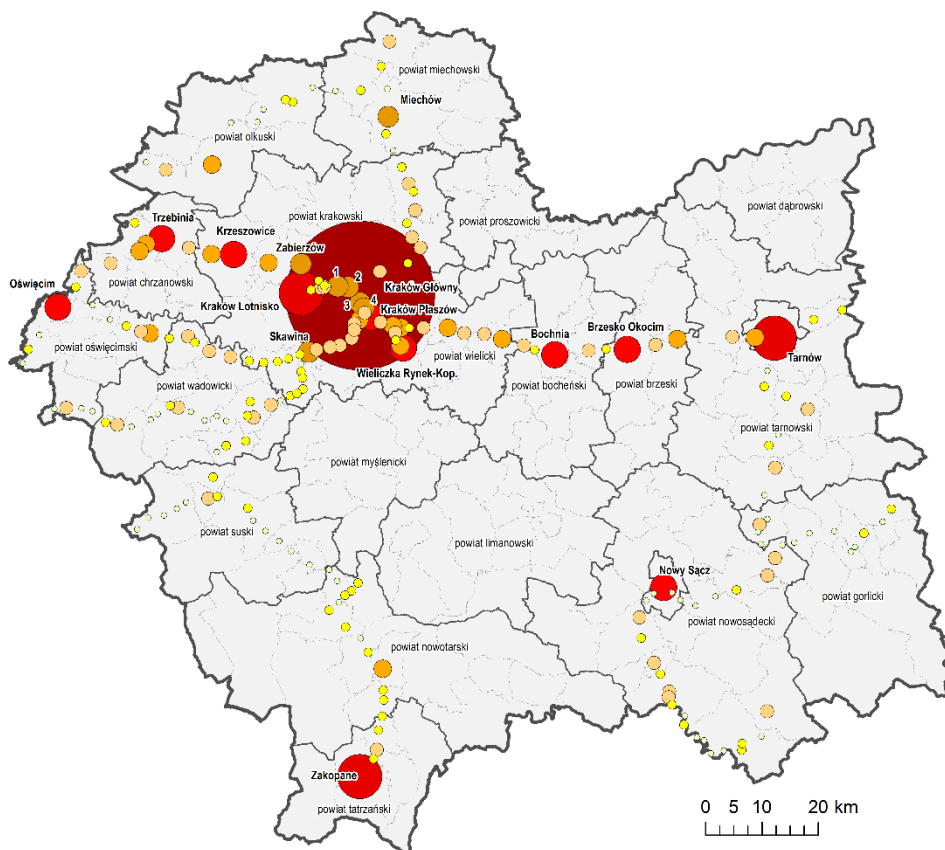 powiat miechowski
Miechów
powiat olkuski
powiat dąbrowski
Trzebinia
Krzeszowice
powiat krakowski
powiat proszowicki
Zabierzów
Oświęcim
powiat chrzanowski
1
2
Kraków Główny
Kraków Lotnisko
3
4
Kraków Płaszów
Skawina
Bochnia
Brzesko Okocim
Tarnów
powiat oświęcimski
powiat wielicki
Wieliczka Rynek-Kop.
powiat wadowicki
powiat bocheński
powiat brzeski
powiat tarnowski
powiat myślenicki
powiat suski
powiat limanowski
Nowy Sącz
powiat gorlicki
powiat nowosądecki
powiat nowotarski
Zakopane
powiat tatrzański
0 5 10 20 km